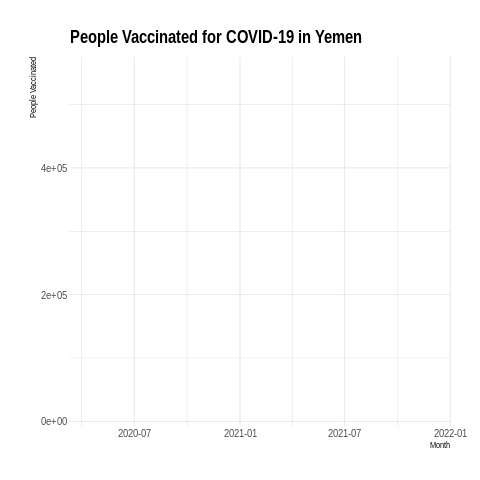 People Vaccinated for COVID-19 in Yemen
People Vaccinated
4e+05
2e+05
0e+00
2020-07 2021-01 2021-07 2022-01
Month